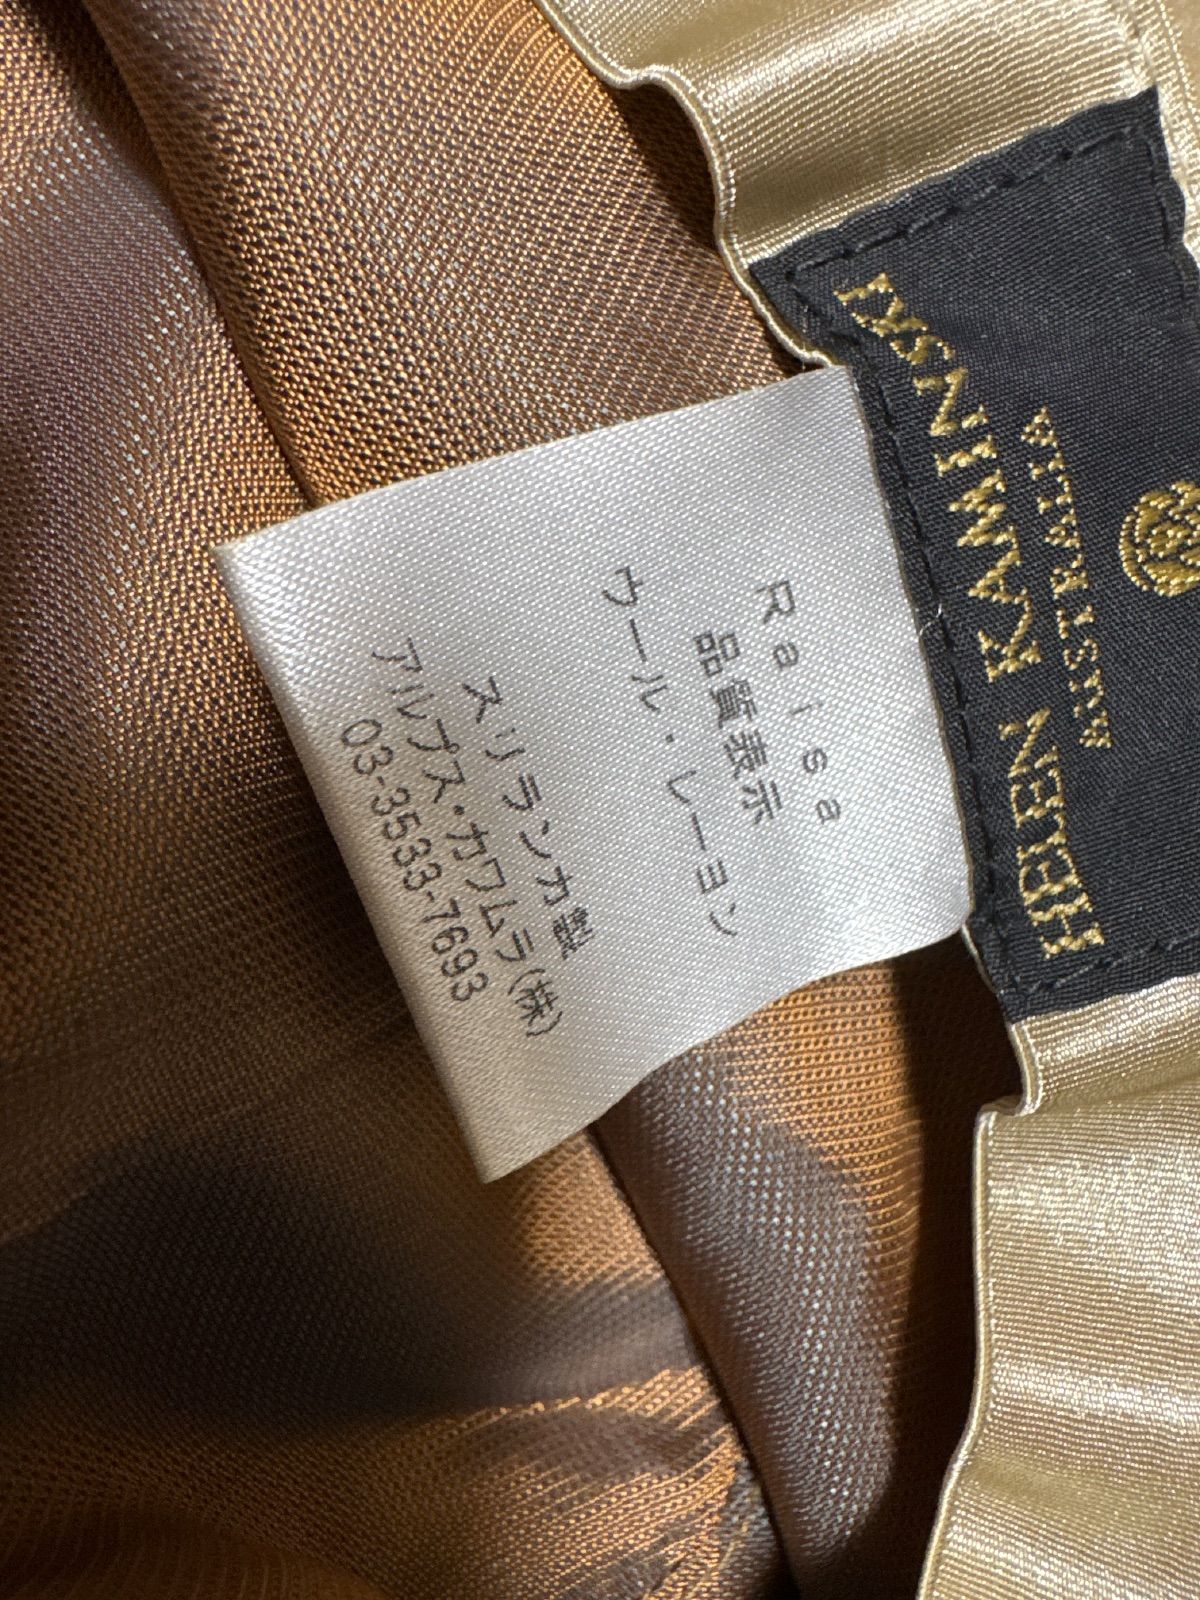 HELEN KAMINSKI
AUSTRALIA
Raisa
品質表示
ウール・レーヨン
スリランカ製
アルプス・カワムラ(株)
03-3533-7693